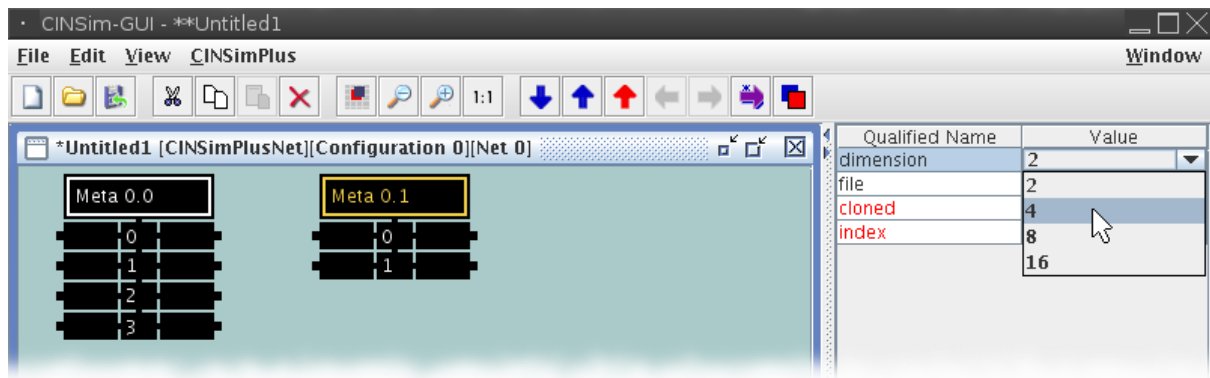 CINSim-GUI - **Untitled1
File Edit View CINSimPlus Window
1:1
*Untitled1 [CINSimPlusNet][Configuration 0][Net 0]
Qualified Name Value
dimension 2
file 2
cloned 4
index 8
16
Meta 0.0 Meta 0.1
0 0
1 1
2
3